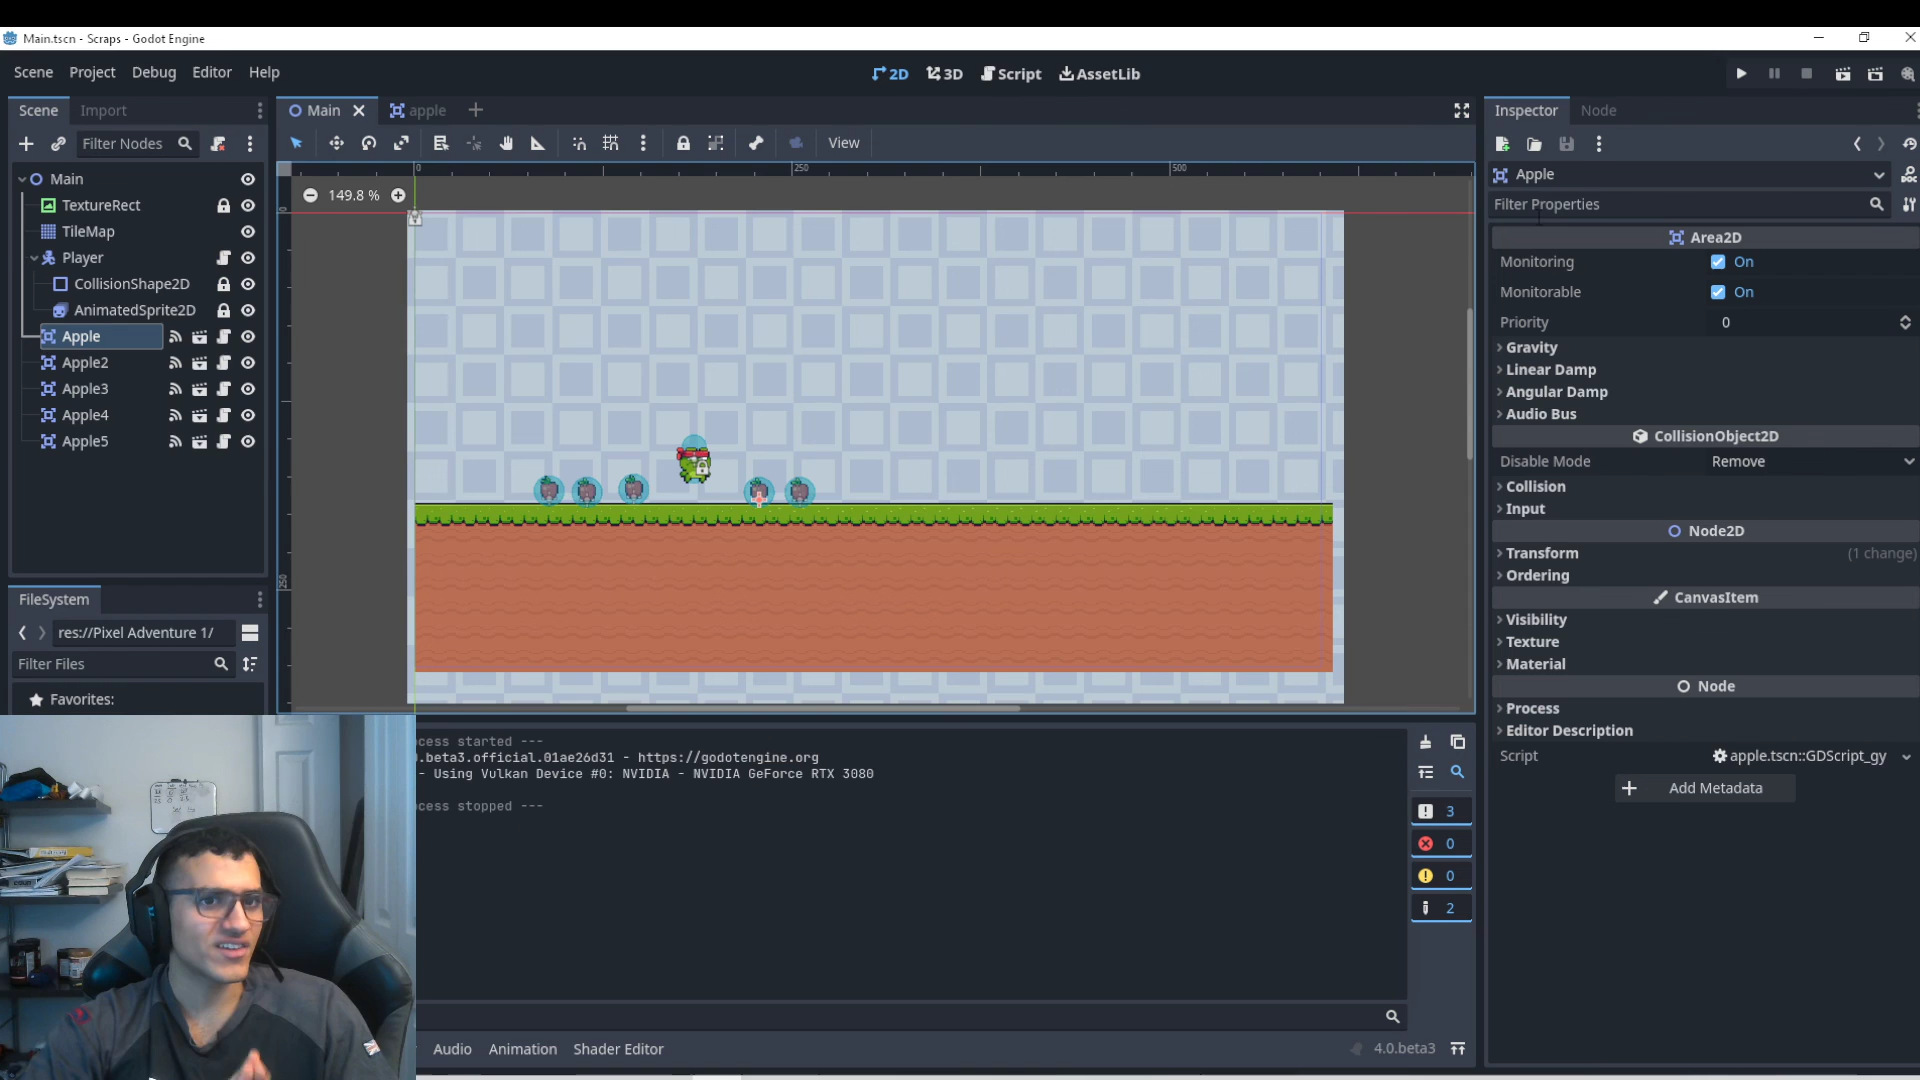 Main.tscn - Scraps - Godot Engine
Scene Project Debug Editor Help
2D 3D Script AssetLib
Scene Import
Main apple
Inspector Node
Filter Nodes
View
Main
TextureRect
TileMap
Player
CollisionShape2D
AnimatedSprite2D
Apple
Apple2
Apple3
Apple4
Apple5
0 250 500
149.8 %
0
250
FileSystem
res://Pixel Adventure 1/
Filter Files
Favorites:
Apple
Filter Properties
Area2D
Monitoring On
Monitorable On
Priority 0
Gravity
Linear Damp
Angular Damp
Audio Bus
CollisionObject2D
Disable Mode Remove
Collision
Input
Node2D
Transform (1 change)
Ordering
CanvasItem
Visibility
Texture
Material
Node
Process
Editor Description
Script apple.tscn::GDScript_gy
Add Metadata
cess started ---
.beta3.official.01ae26d31 - https://godotengine.org
- Using Vulkan Device #0: NVIDIA - NVIDIA GeForce RTX 3080
cess stopped ---
3
0
0
2
Audio Animation Shader Editor
4.0.beta3